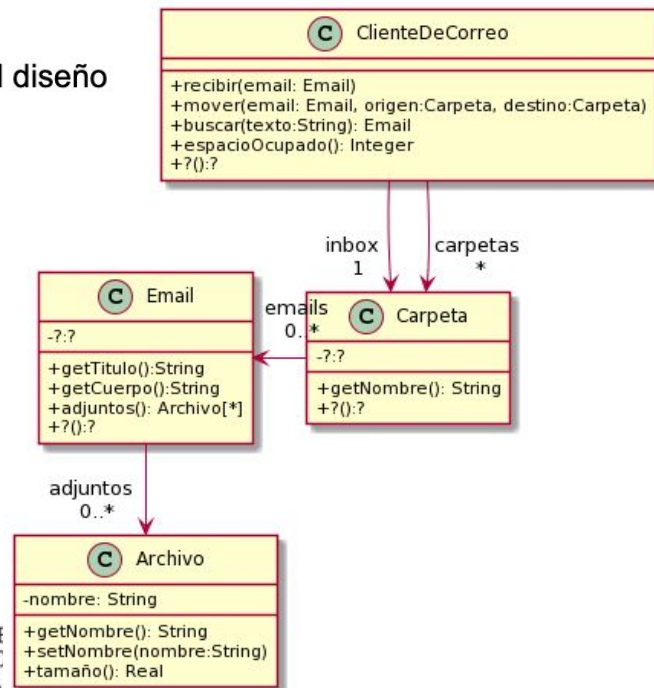 l diseño
C ClienteDeCorreo
+recibir(email: Email)
+mover(email: Email, origen:Carpeta, destino:Carpeta)
+buscar(texto:String): Email
+espacioOcupado(): Integer
+?():?
inbox
1
carpetas
*
C Email
-?:?
+getTitulo():String
+getCuerpo():String
+adjuntos(): Archivo[*]
+?():?
emails
0..*
C Carpeta
-?:?
+getNombre(): String
+?():?
adjuntos
0..*
C Archivo
-nombre: String
+getNombre(): String
+setNombre(nombre:String)
+tamaño(): Real